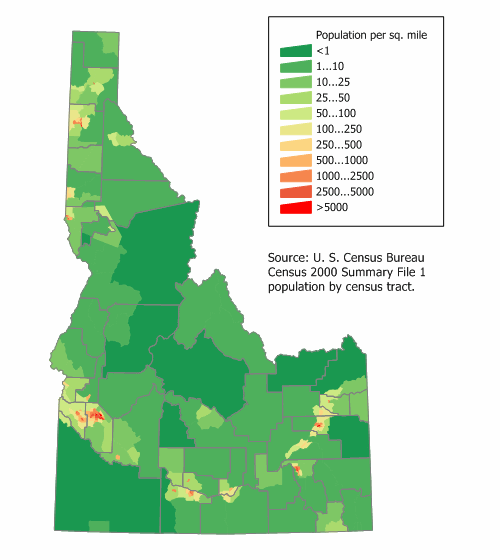 Population per sq. mile
<1
1...10
10...25
25...50
50...100
100...250
250...500
500...1000
1000...2500
2500...5000
>5000
Source: U. S. Census Bureau
Census 2000 Summary File 1
population by census tract.